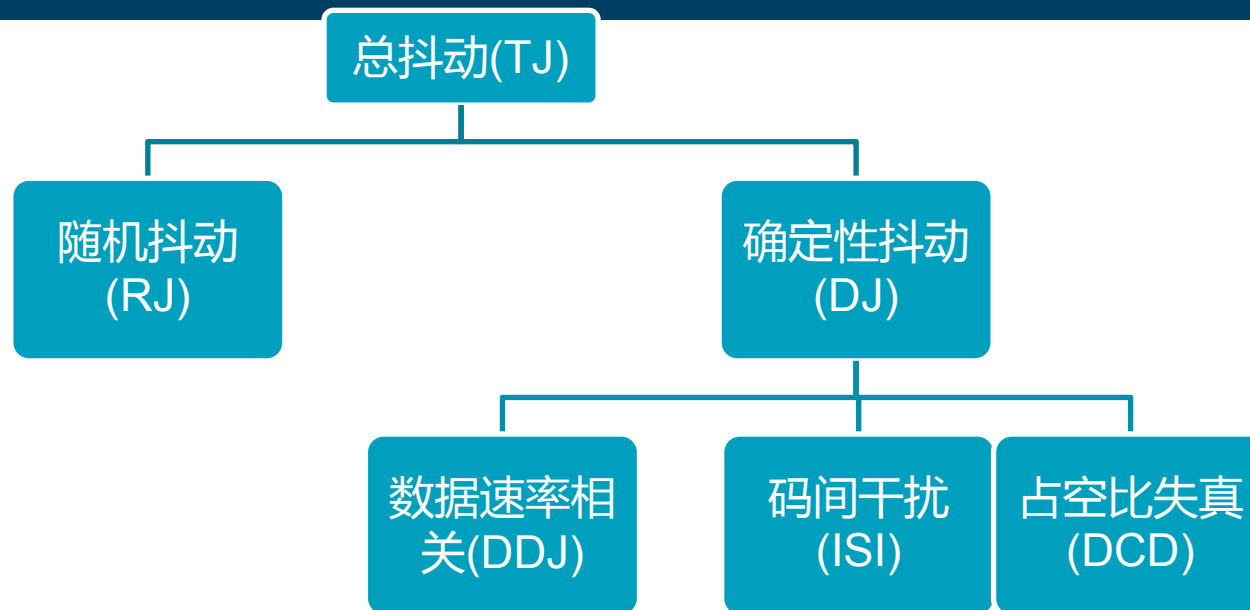 总抖动(TJ)
随机抖动
(RJ)
确定性抖动
(DJ)
数据速率相
关(DDJ)
码间干扰
(ISI)
占空比失真
(DCD)